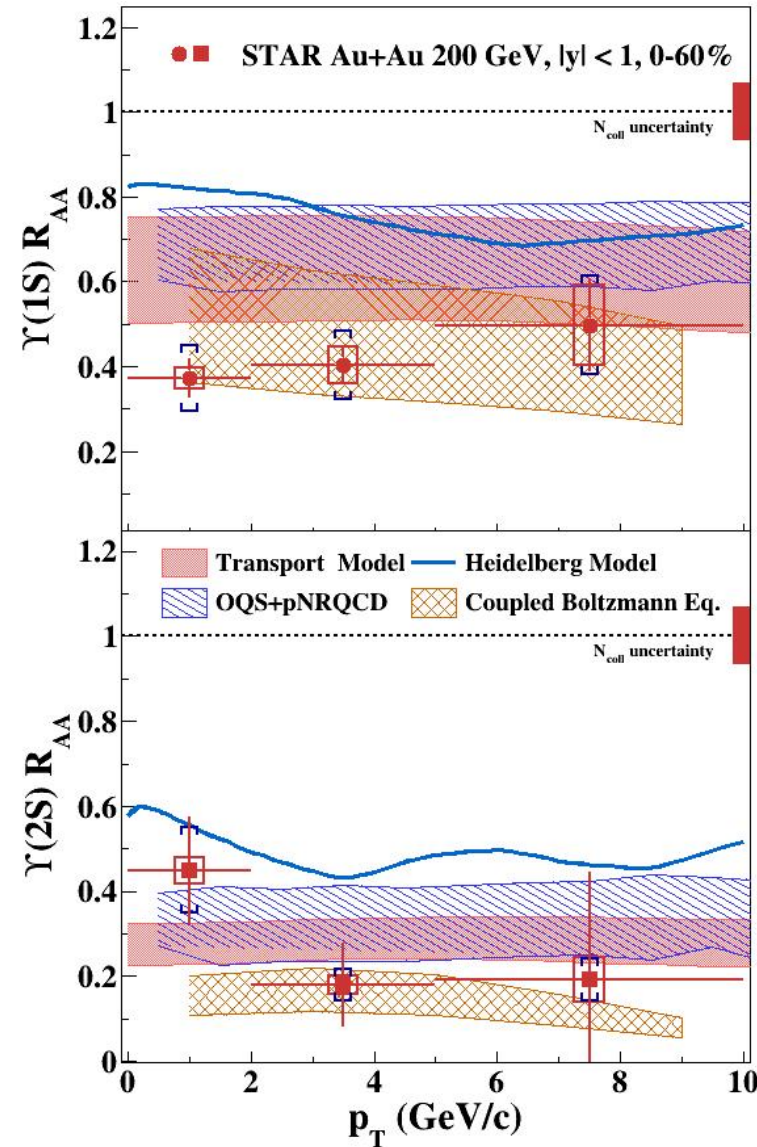 1.2
STAR Au+Au 200 GeV, |y| < 1, 0-60%
1
N_coll uncertainty
0.8
0.6
0.4
0.2
ϒ(1S) R_AA
1.2
Transport Model
Heidelberg Model
OQS+pNRQCD
Coupled Boltzmann Eq.
1
N_coll uncertainty
0.8
0.6
0.4
0.2
0
ϒ(2S) R_AA
0 2 4 6 8 10
p_T (GeV/c)